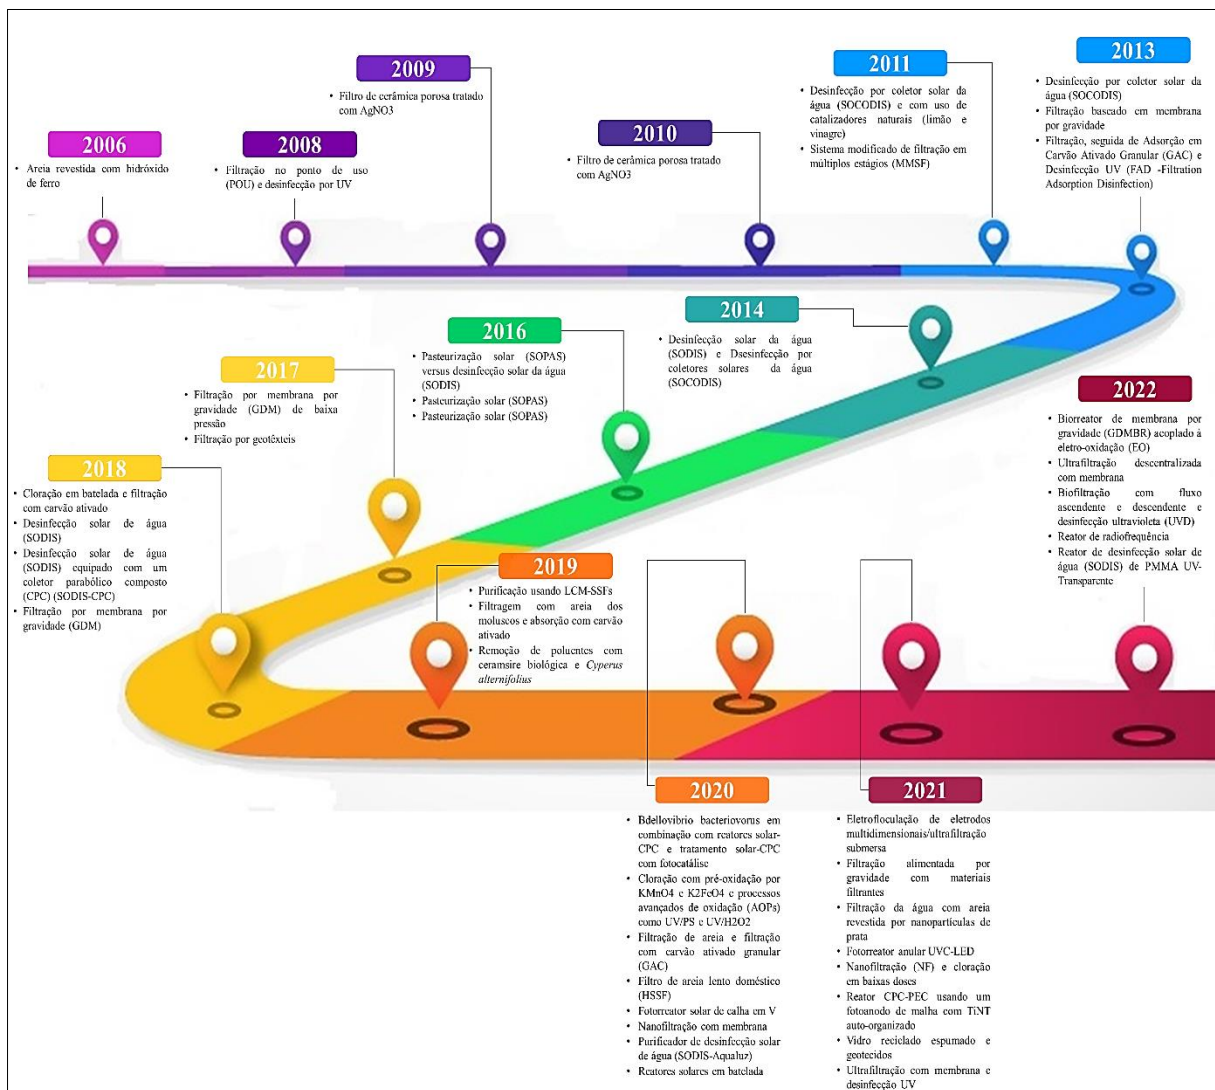 2006
• Areia revestida com hidróxido
de ferro
2008
• Filtração no ponto de uso
(POU) e desinfecção por UV
2009
• Filtro de cerâmica porosa tratado
com AgNO3
2010
• Filtro de cerâmica porosa tratado
com AgNO3
2011
• Desinfecção por coletor solar da
água (SOCODIS) e com uso de
catalizadores naturais (limão e
vinagre)
• Sistema modificado de filtração em
múltiplos estágios (MMSF)
2013
• Desinfecção por coletor solar da
água (SOCODIS)
• Filtração baseado em membrana
por gravidade
• Filtração, seguida de Adsorção em
Carvão Ativado Granular (GAC) e
Desinfecção UV (FAD -Filtration
Adsorption Disinfection)
2014
• Desinfecção solar da água
(SODIS) e Dsesinfecção por
coletores solares da água
(SOCODIS)
2016
• Pasteurização solar (SOPAS)
versus desinfecção solar da água
(SODIS)
• Pasteurização solar (SOPAS)
• Pasteurização solar (SOPAS)
2017
• Filtração por membrana por
gravidade (GDM) de baixa
pressão
• Filtração por geotêxteis
2018
• Cloração em batelada e filtração
com carvão ativado
• Desinfecção solar de água
(SODIS)
• Desinfecção solar de água
(SODIS) equipado com um
coletor parabólico composto
(CPC) (SODIS-CPC)
• Filtração por membrana por
gravidade (GDM)
2019
• Purificação usando LCM-SSFs
• Filtragem com areia dos
moluscos e absorção com carvão
ativado
• Remoção de poluentes com
ceramsire biológica e Cyperus
alternifolius
2020
• Bdellovibrio bacteriovorus em
combinação com reatores solar-
CPC e tratamento solar-CPC
com fotocatálise
• Cloração com pré-oxidação por
KMnO4 e K2FeO4 e processos
avançados de oxidação (AOPs)
como UV/PS e UV/H2O2
• Filtração de areia e filtração
com carvão ativado granular
(GAC)
• Filtro de areia lento doméstico
(HSSF)
• Fotorreator solar de calha em V
• Nanofiltração com membrana
• Purificador de desinfecção solar
de água (SODIS-Aqualuz)
• Reatores solares em batelada
2021
• Eletrofloculação de eletrodos
multidimensionais/ultrafiltração
submersa
• Filtração alimentada por
gravidade com materiais
filtrantes
• Filtração da água com areia
revestida por nanopartículas de
prata
• Fotorreator anular UVC-LED
• Nanofiltração (NF) e cloração
em baixas doses
• Reator CPC-PEC usando um
fotoanodo de malha com TiNT
auto-organizado
• Vidro reciclado espumado e
geotecidos
• Ultrafiltração com membrana e
desinfecção UV
2022
• Biorreator de membrana por
gravidade (GDMBR) acoplado à
eletro-oxidação (EO)
• Ultrafiltração descentralizada
com membrana
• Biofiltração com fluxo
ascendente e descendente e
desinfecção ultravioleta (UVD)
• Reator de radiofrequência
• Reator de desinfecção solar de
água (SODIS) de PMMA UV-
Transparente